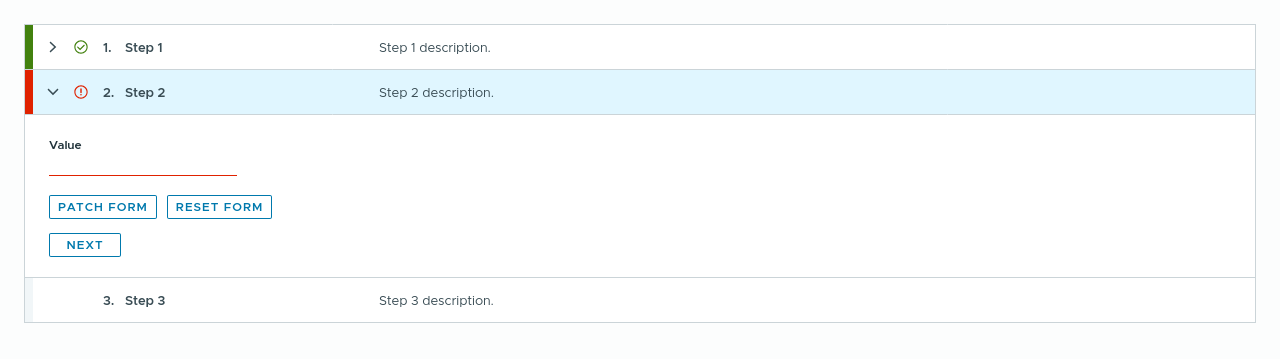 1. Step 1 Step 1 description.
2. Step 2 Step 2 description.
Value
PATCH FORM RESET FORM
NEXT
3. Step 3 Step 3 description.